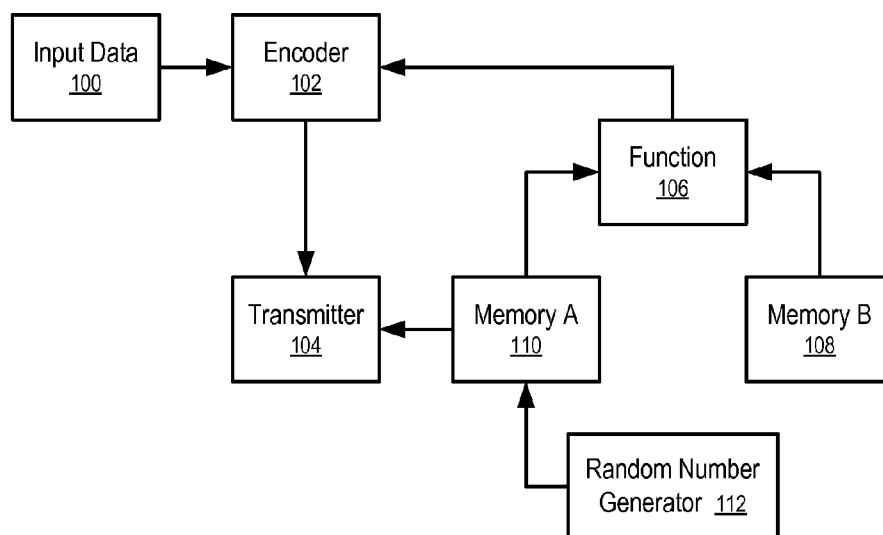 Input Data
100
Encoder
102
Function
106
Transmitter
104
Memory A
110
Memory B
108
Random Number
Generator 112